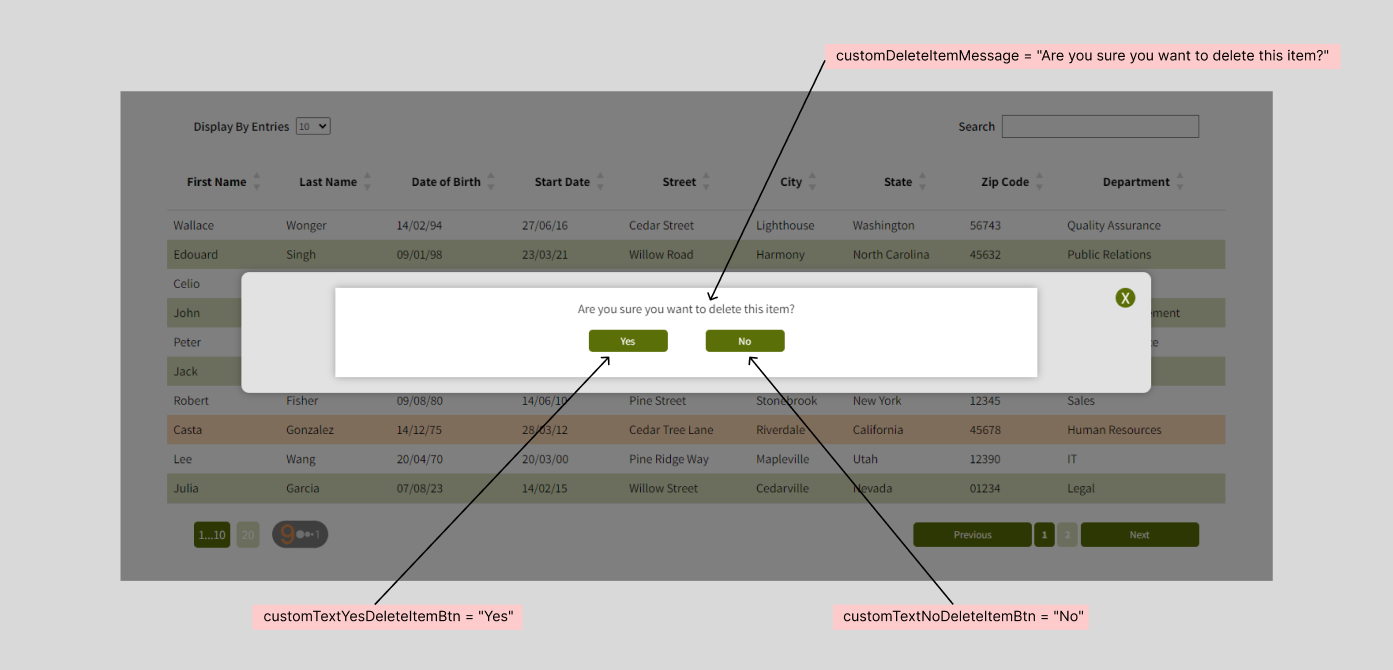 customDeleteItemMessage = "Are you sure you want to delete this item?"
Display By Entries 10 Search
First Name Last Name Date of Birth Start Date Street City State Zip Code Department
Wallace Wonger 14/02/94 27/06/16 Cedar Street Lighthouse Washington 56743 Quality Assurance
Edouard Singh 09/01/98 23/03/21 Willow Road Harmony North Carolina 45632 Public Relations
Celio
X
Are you sure you want to delete this item?
John
Peter
Yes No
Jack
Robert Fisher 09/08/80 14/06/10 Pine Street Stonebrook New York 12345 Sales
Casta Gonzalez 14/12/75 28/03/12 Cedar Tree Lane Riverdale California 45678 Human Resources
Lee Wang 20/04/70 20/03/00 Pine Ridge Way Mapleville Utah 12390 IT
Julia Garcia 07/08/23 14/02/15 Willow Street Cedarville Nevada 01234 Legal
1...10 20 9 1 Previous 1 2 Next
customTextYesDeleteItemBtn = "Yes" customTextNoDeleteItemBtn = "No"